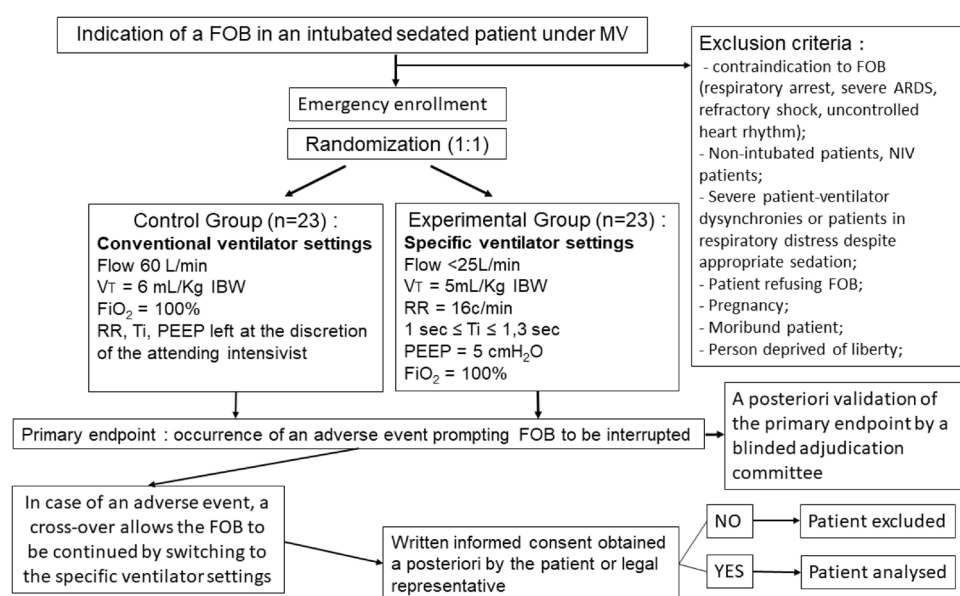 Indication of a FOB in an intubated sedated patient under MV
Exclusion criteria :
- contraindication to FOB
(respiratory arrest, severe ARDS,
refractory shock, uncontrolled
heart rhythm);
- Non-intubated patients, NIV
patients;
- Severe patient-ventilator
dysynchronies or patients in
respiratory distress despite
appropriate sedation;
- Patient refusing FOB;
- Pregnancy;
- Moribund patient;
- Person deprived of liberty;
Emergency enrollment
Randomization (1:1)
Control Group (n=23) :
Conventional ventilator settings
Flow 60 L/min
VT = 6 mL/Kg IBW
FiO2 = 100%
RR, Ti, PEEP left at the discretion
of the attending intensivist
Experimental Group (n=23) :
Specific ventilator settings
Flow <25L/min
VT = 5mL/Kg IBW
RR = 16c/min
1 sec ≤ Ti ≤ 1,3 sec
PEEP = 5 cmH2O
FiO2 = 100%
Primary endpoint : occurrence of an adverse event prompting FOB to be interrupted
A posteriori validation of
the primary endpoint by a
blinded adjudication
committee
In case of an adverse event, a
cross-over allows the FOB to
be continued by switching to
the specific ventilator settings
Written informed consent obtained
a posteriori by the patient or legal
representative
NO
Patient excluded
YES
Patient analysed